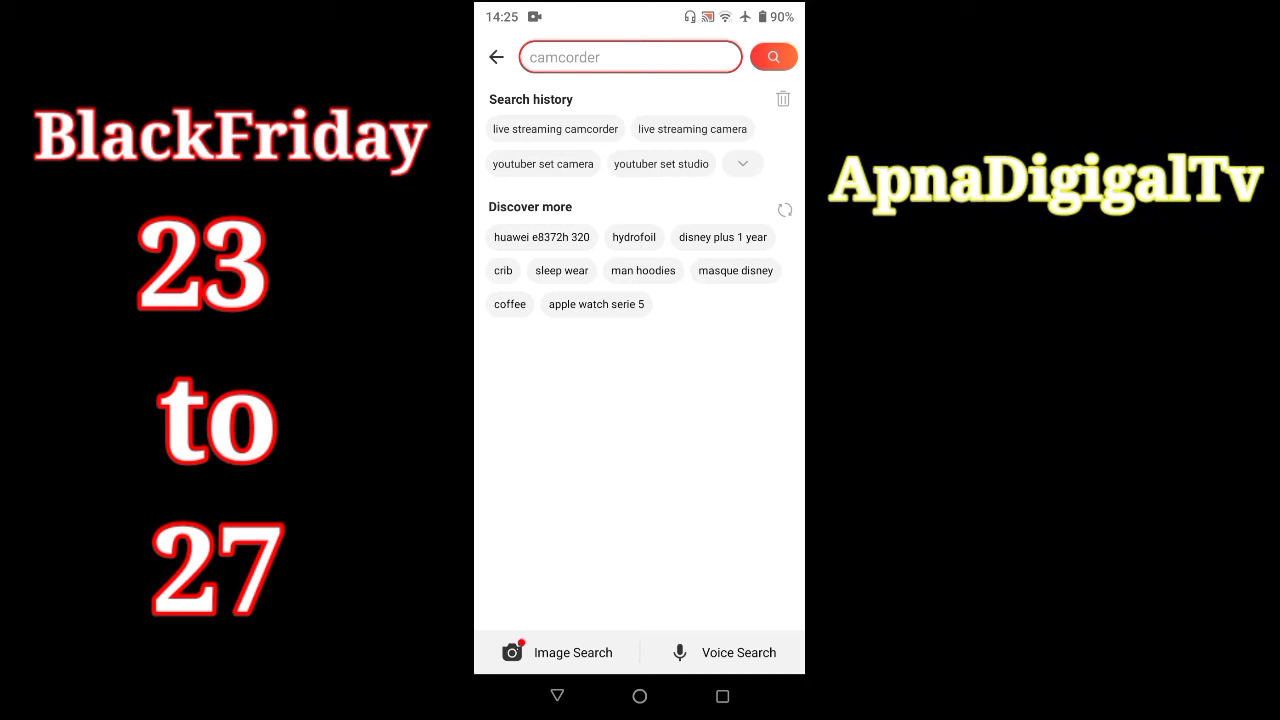 BlackFriday
23
to
27
14:25
90%
camcorder
Search history
live streaming camcorder
live streaming camera
youtuber set camera
youtuber set studio
Discover more
huawei e8372h 320
hydrofoil
disney plus 1 year
crib
sleep wear
man hoodies
masque disney
coffee
apple watch serie 5
Image Search
Voice Search
ApnaDigigalTv